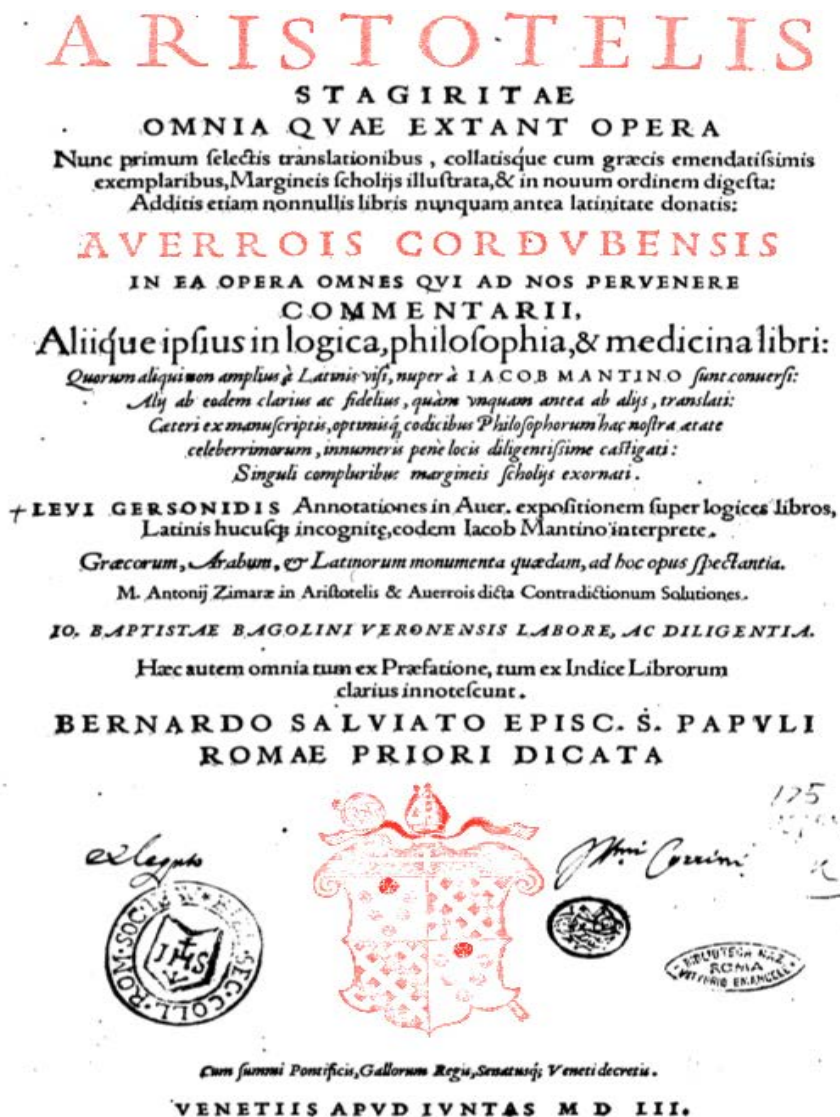 ARISTOTELIS
STAGIRITAE
OMNIA QVAE EXTANT OPERA
Nunc primum ſelectis translationibus, collatisque cum græcis emendatiſsimis
exemplaribus, Margineis ſcholijs illuſtrata, & in nouum ordinem digeſta:
Additis etiam nonnullis libris nunquam antea latinitate donatis:
AVERROIS CORDVBENSIS
IN EA OPERA OMNES QVI AD NOS PERVENERE
COMMENTARII,
Aliique ipſius in logica, philoſophia, & medicina libri:
Quorum aliqui non amplius à Latinis viſi, nuper à IACOB MANTINO ſunt conuerſi:
Alij ab eodem clarius ac fidelius, quàm vnquam antea ab alijs, translati:
Cæteri ex manuſcriptis, optimisq́; codicibus Philoſophorum hac noſtra ætate
celeberrimorum, innumeris penè locis diligentiſsime caſtigati:
Singuli compluribus margineis ſcholijs exornati.
+ LEVI GERSONIDIS Annotationes in Auer. expoſitionem ſuper logices libros,
Latinis hucuſq; incognitę, eodem Iacob Mantino interprete.
Græcorum, Arabum, & Latinorum monumenta quædam, ad hoc opus ſpectantia.
M. Antonij Zimaræ in Ariſtotelis & Auerrois dicta Contradictionum Solutiones.
IO. BAPTISTAE BAGOLINI VERONENSIS LABORE, AC DILIGENTIA.
Hæc autem omnia tum ex Præfatione, tum ex Indice Librorum
clarius innoteſcunt.
BERNARDO SALVIATO EPISC. S. PAPVLI
ROMAE PRIORI DICATA
175
ex legato
IHS
BIBLIOTECA NAZ.
ROMA
VITTORIO EMANUELE
Cum ſummi Pontificis, Gallorum Regis, Senatusq́; Veneti decretis.
VENETIIS APVD IVNTAS M D LII.